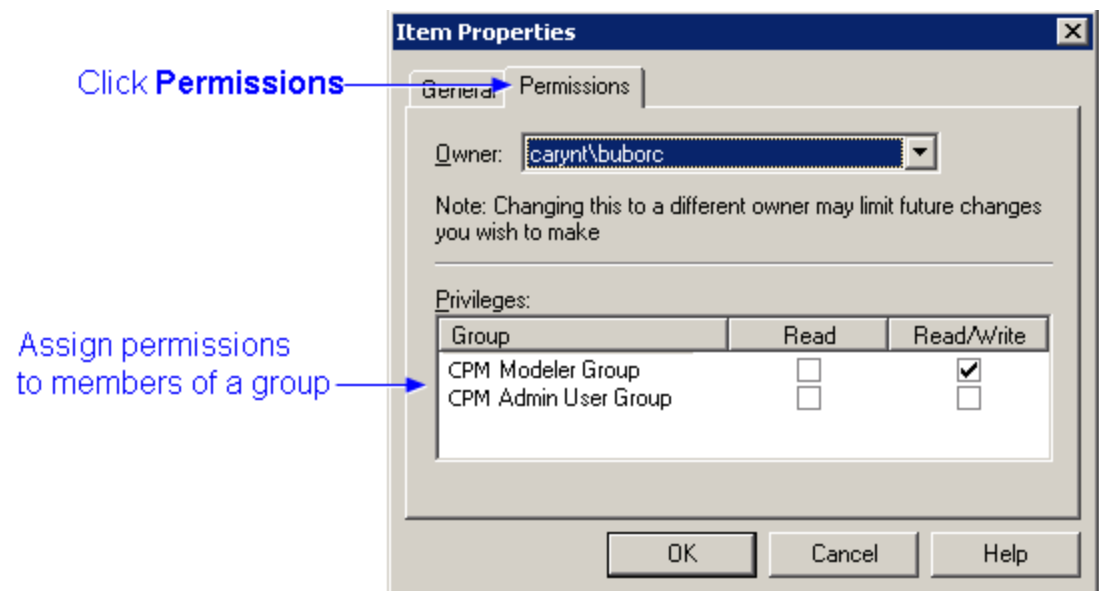 Item Properties
Click Permissions
General
Permissions
Owner:
carynt\buborc
Note: Changing this to a different owner may limit future changes
you wish to make
Privileges:
Group
Read
Read/Write
Assign permissions
to members of a group
CPM Modeler Group
CPM Admin User Group
OK
Cancel
Help